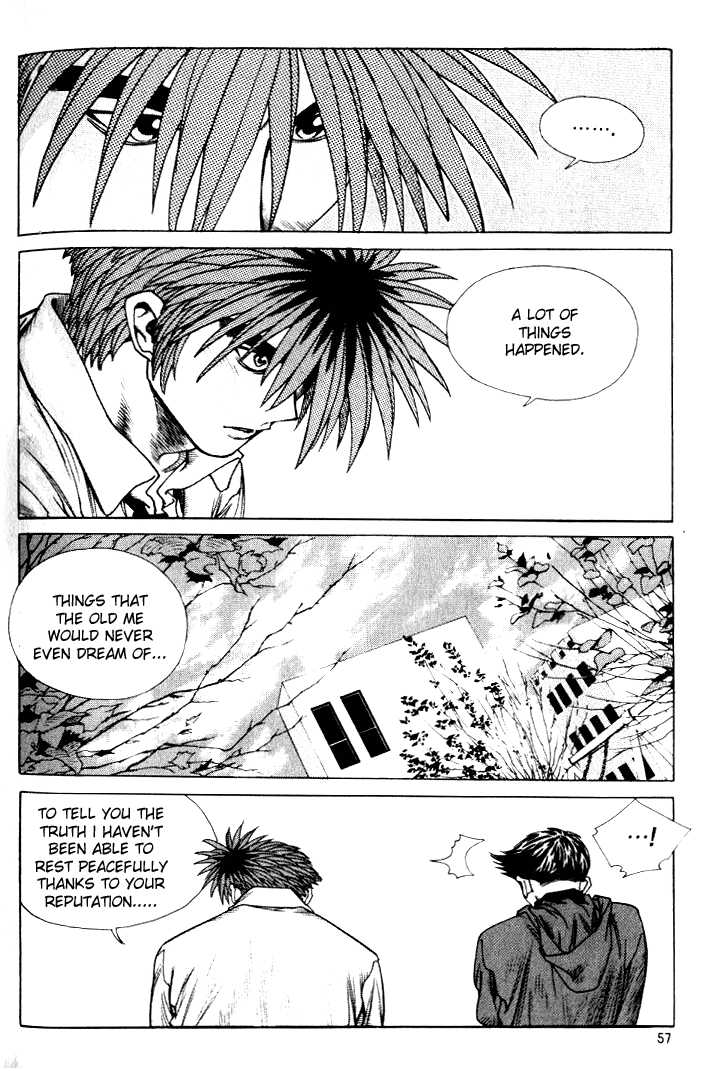 .......
A LOT OF
THINGS
HAPPENED.
THINGS THAT
THE OLD ME
WOULD NEVER
EVEN DREAM OF...
TO TELL YOU THE
TRUTH I HAVEN'T
BEEN ABLE TO
REST PEACEFULLY
THANKS TO YOUR
REPUTATION.....
...!
57